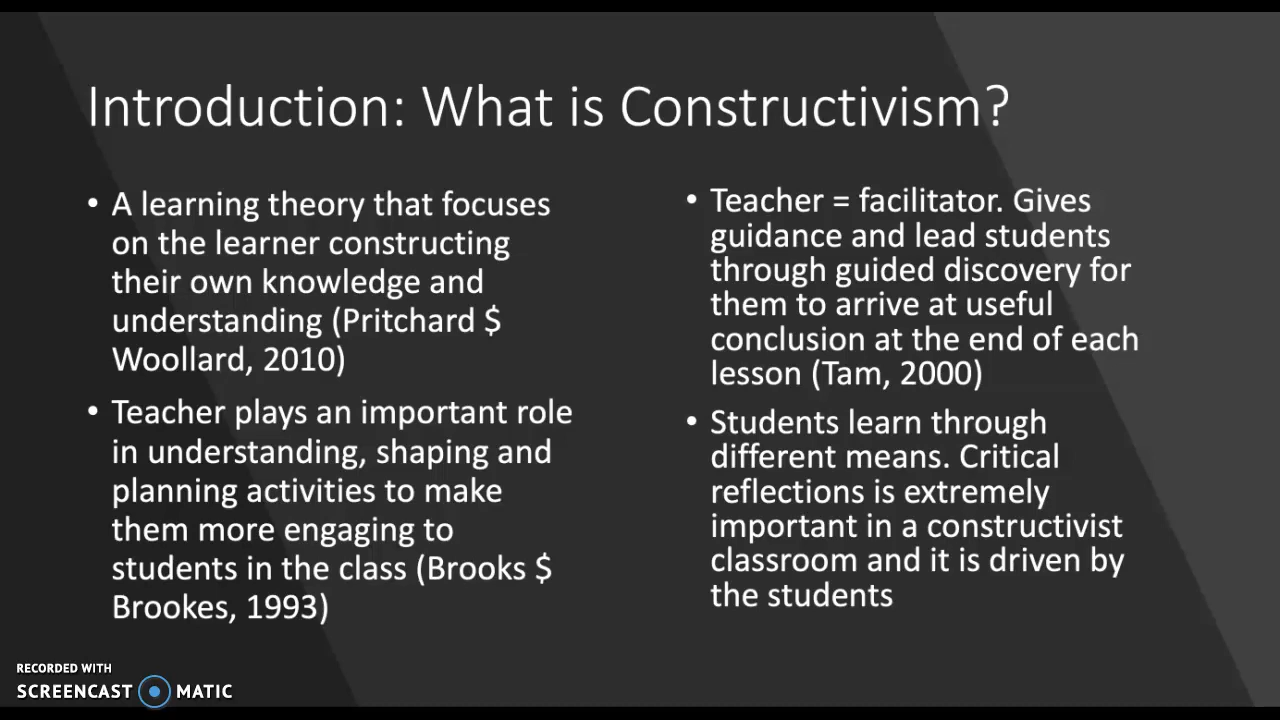 Introduction: What is Constructivism?
• A learning theory that focuses
on the learner constructing
their own knowledge and
understanding (Pritchard $
Woollard, 2010)
• Teacher plays an important role
in understanding, shaping and
planning activities to make
them more engaging to
students in the class (Brooks $
Brookes, 1993)
• Teacher = facilitator. Gives
guidance and lead students
through guided discovery for
them to arrive at useful
conclusion at the end of each
lesson (Tam, 2000)
• Students learn through
different means. Critical
reflections is extremely
important in a constructivist
classroom and it is driven by
the students
RECORDED WITH
SCREENCAST MATIC